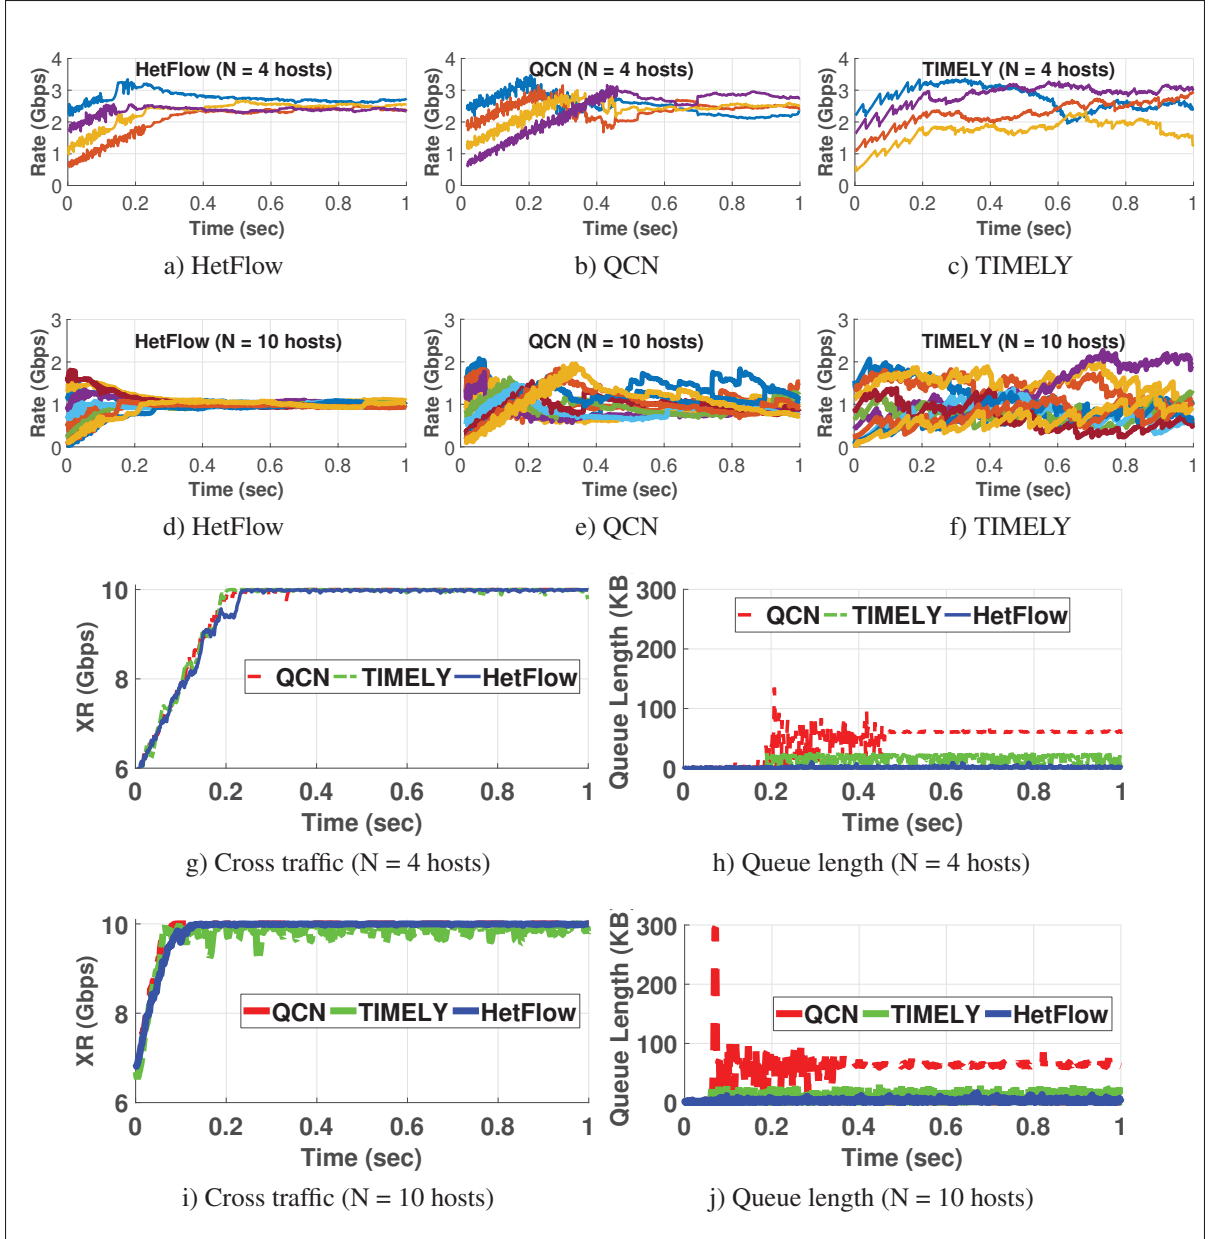 HetFlow (N = 4 hosts)
Rate (Gbps)
4
3
2
1
0
0 0.2 0.4 0.6 0.8 1
Time (sec)
a) HetFlow
QCN (N = 4 hosts)
Rate (Gbps)
4
3
2
1
0
0 0.2 0.4 0.6 0.8 1
Time (sec)
b) QCN
TIMELY (N = 4 hosts)
Rate (Gbps)
4
3
2
1
0
0 0.2 0.4 0.6 0.8 1
Time (sec)
c) TIMELY
HetFlow (N = 10 hosts)
Rate (Gbps)
3
2
1
0
0 0.2 0.4 0.6 0.8 1
Time (sec)
d) HetFlow
QCN (N = 10 hosts)
Rate (Gbps)
3
2
1
0
0 0.2 0.4 0.6 0.8 1
Time (sec)
e) QCN
TIMELY (N = 10 hosts)
Rate (Gbps)
3
2
1
0
0 0.2 0.4 0.6 0.8 1
Time (sec)
f) TIMELY
XR (Gbps)
10
8
6
QCN TIMELY HetFlow
0 0.2 0.4 0.6 0.8 1
Time (sec)
g) Cross traffic (N = 4 hosts)
Queue Length (KB
300
200
100
0
QCN TIMELY HetFlow
0 0.2 0.4 0.6 0.8 1
Time (sec)
h) Queue length (N = 4 hosts)
XR (Gbps)
10
8
6
QCN TIMELY HetFlow
0 0.2 0.4 0.6 0.8 1
Time (sec)
i) Cross traffic (N = 10 hosts)
Queue Length (KB
300
200
100
0
QCN TIMELY HetFlow
0 0.2 0.4 0.6 0.8 1
Time (sec)
j) Queue length (N = 10 hosts)